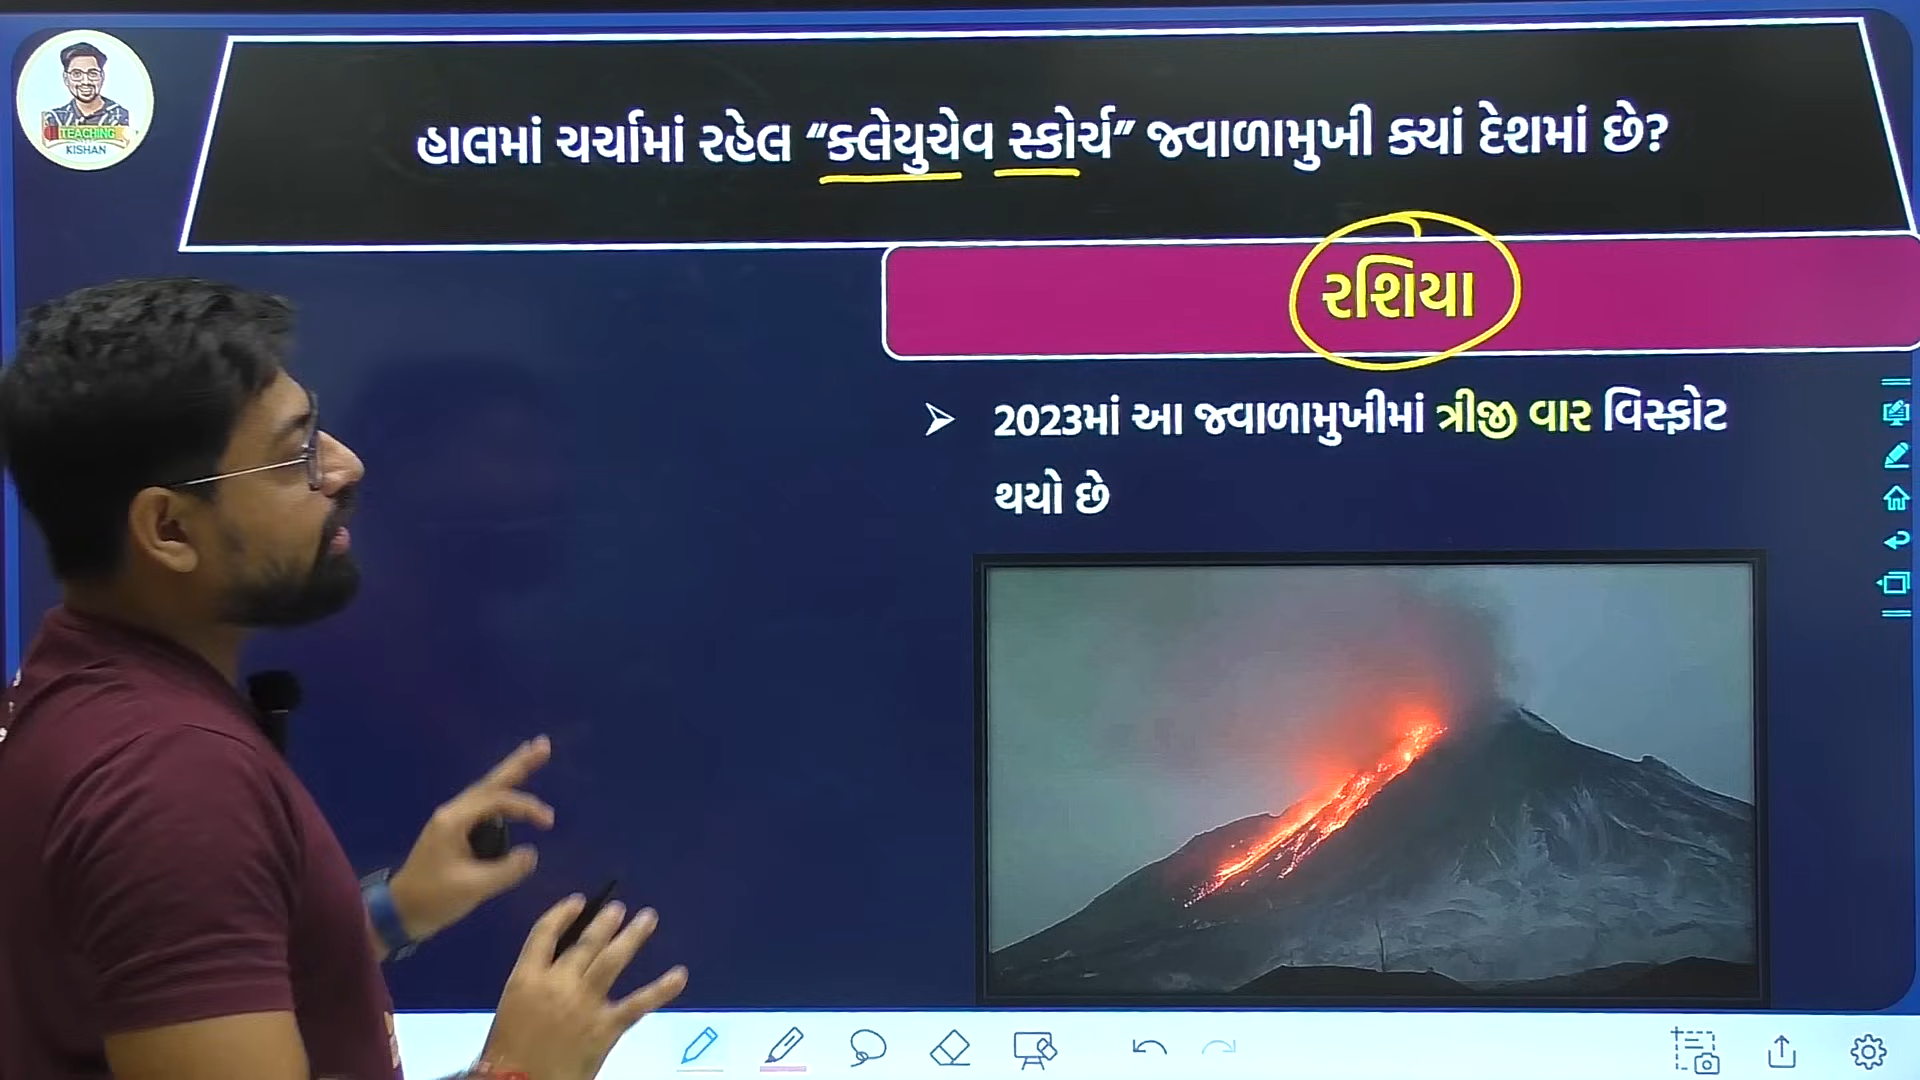 TEACHING
KISHAN
હાલમાં ચર્ચામાં રહેલ “ક્લેયુચેવ સ્કોર્ચ” જ્વાળામુખી ક્યાં દેશમાં છે?
રશિયા
➢ 2023માં આ જ્વાળામુખીમાં ત્રીજી વાર વિસ્ફોટ
થયો છે